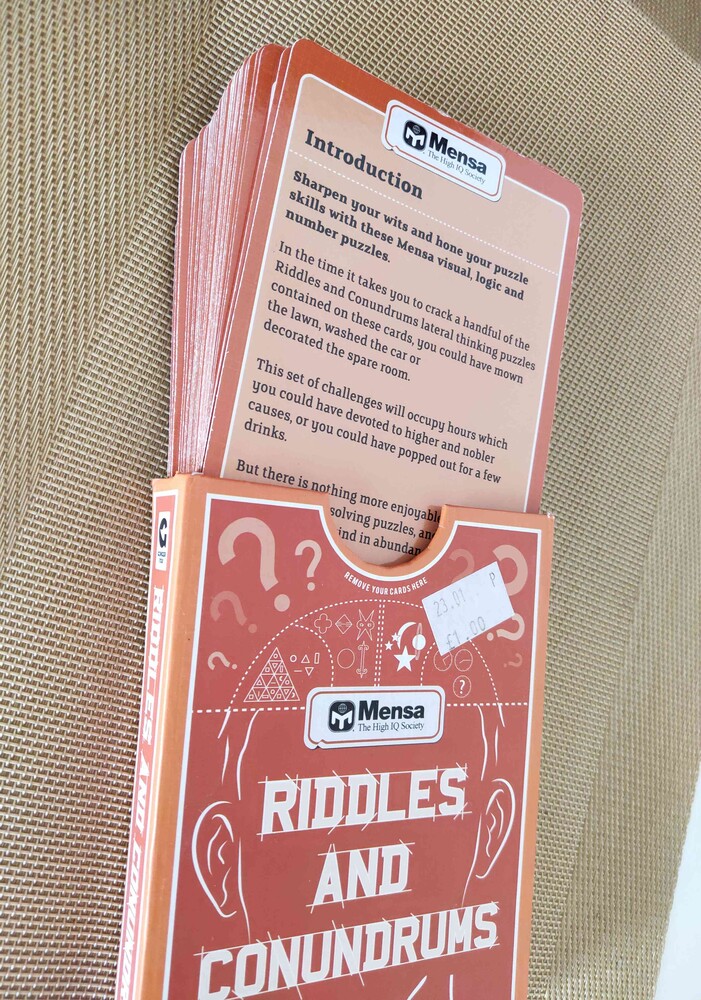 Mensa
The High IQ Society
Introduction
Sharpen your wits and hone your puzzle
skills with these Mensa visual, logic and
number puzzles.
In the time it takes you to crack a handful of the
Riddles and Conundrums lateral thinking puzzles
contained on these cards, you could have mown
the lawn, washed the car or
decorated the spare room.
This set of challenges will occupy hours which
you could have devoted to higher and nobler
causes, or you could have popped out for a few
drinks.
But there is nothing more enjoyable
solving puzzles, and
ind in abundan
REMOVE YOUR CARDS HERE
23.01 P
£1.00
Mensa
The High IQ Society
RIDDLES
AND
CONUNDRUMS
RIDDLES AND CONUND